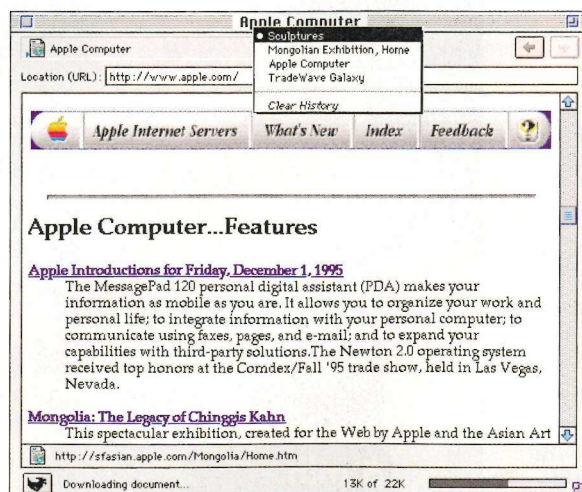 Apple Computer
Sculptures
Mongolian Exhibition, Home
Apple Computer
TradeWave Galaxy
Clear History
Apple Computer
Location (URL): http://www.apple.com/
Apple Internet Servers What's New Index Feedback ?
Apple Computer...Features
Apple Introductions for Friday, December 1, 1995
The MessagePad 120 personal digital assistant (PDA) makes your
information as mobile as you are. It allows you to organize your work and
personal life; to integrate information with your personal computer; to
communicate using faxes, pages, and e-mail; and to expand your
capabilities with third-party solutions.The Newton 2.0 operating system
received top honors at the Comdex/Fall '95 trade show, held in Las Vegas,
Nevada.
Mongolia: The Legacy of Chinggis Kahn
This spectacular exhibition, created for the Web by Apple and the Asian Art
http://sfasian.apple.com/Mongolia/Home.htm
Downloading document... 13K of 22K